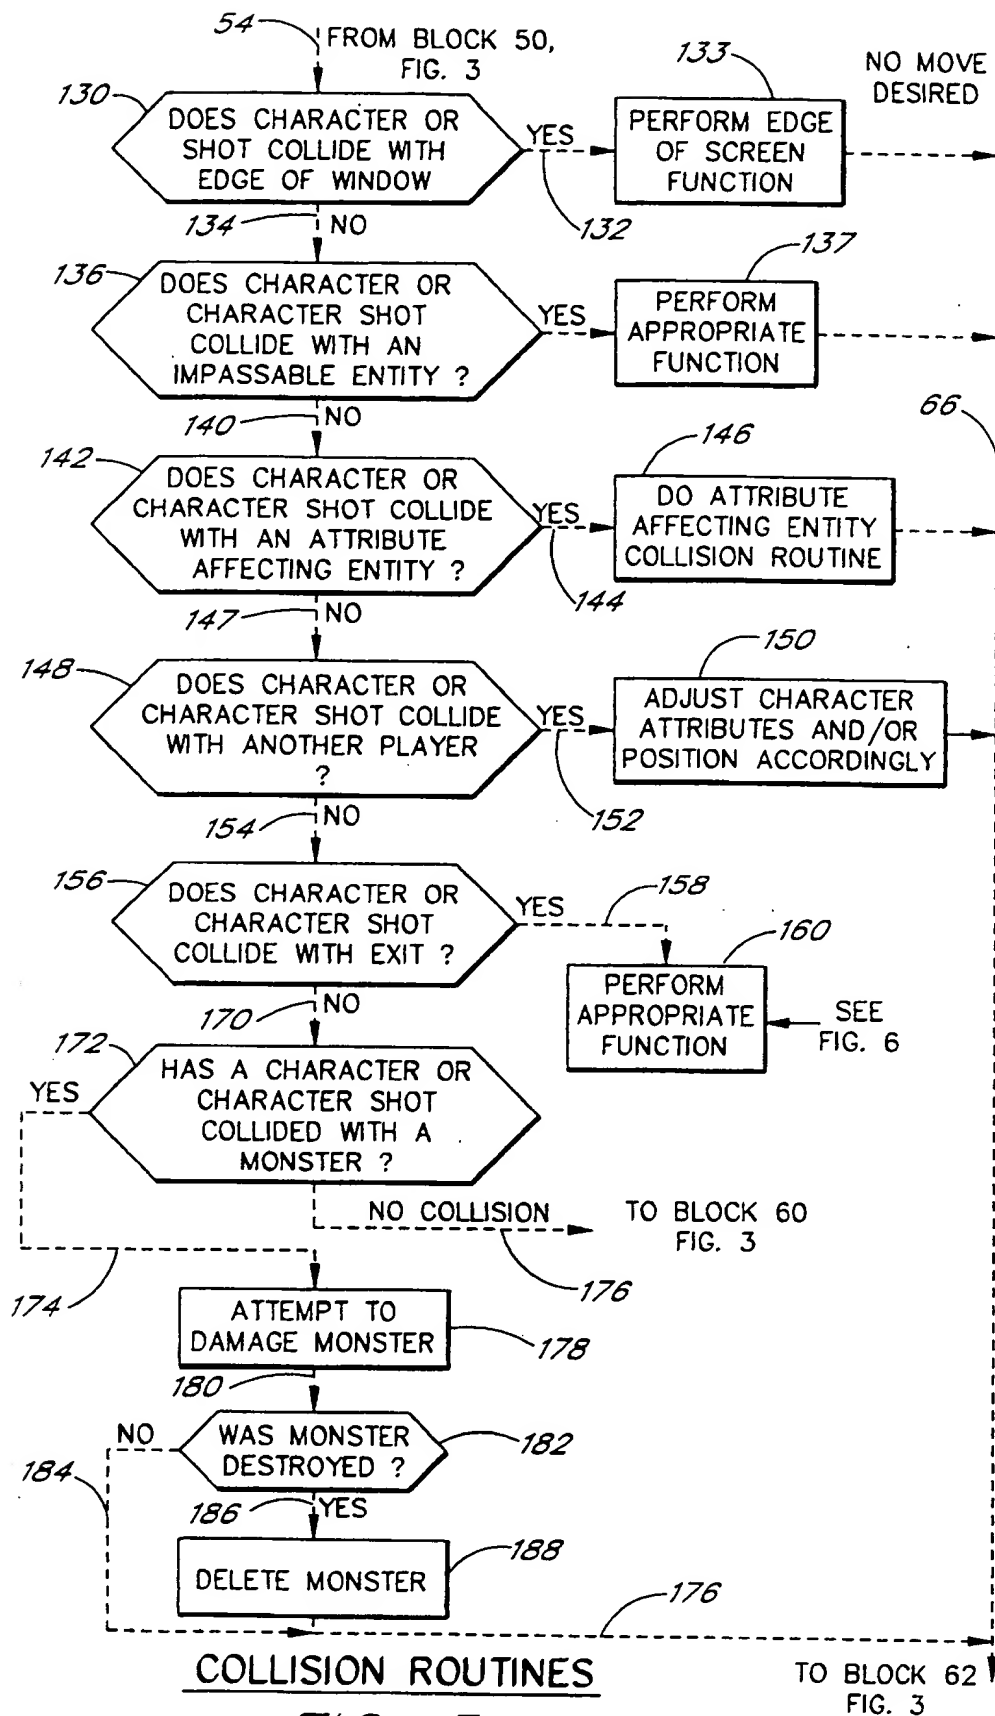 54
FROM BLOCK 50,
FIG. 3
NO MOVE
DESIRED
130
DOES CHARACTER OR
SHOT COLLIDE WITH
EDGE OF WINDOW
YES
132
133
PERFORM EDGE
OF SCREEN
FUNCTION
134
NO
136
DOES CHARACTER OR
CHARACTER SHOT
COLLIDE WITH AN
IMPASSABLE ENTITY ?
YES
137
PERFORM
APPROPRIATE
FUNCTION
140
NO
66
142
DOES CHARACTER OR
CHARACTER SHOT COLLIDE
WITH AN ATTRIBUTE
AFFECTING ENTITY ?
YES
144
146
DO ATTRIBUTE
AFFECTING ENTITY
COLLISION ROUTINE
147
NO
148
DOES CHARACTER OR
CHARACTER SHOT COLLIDE
WITH ANOTHER PLAYER
?
YES
152
150
ADJUST CHARACTER
ATTRIBUTES AND/OR
POSITION ACCORDINGLY
154
NO
156
DOES CHARACTER OR
CHARACTER SHOT
COLLIDE WITH EXIT ?
YES
158
160
PERFORM
APPROPRIATE
FUNCTION
SEE
FIG. 6
170
NO
172
HAS A CHARACTER OR
CHARACTER SHOT
COLLIDED WITH A
MONSTER ?
YES
174
NO COLLISION
176
TO BLOCK 60
FIG. 3
ATTEMPT TO
DAMAGE MONSTER
178
180
WAS MONSTER
DESTROYED ?
182
NO
184
186
YES
DELETE MONSTER
188
176
COLLISION ROUTINES
TO BLOCK 62
FIG. 3